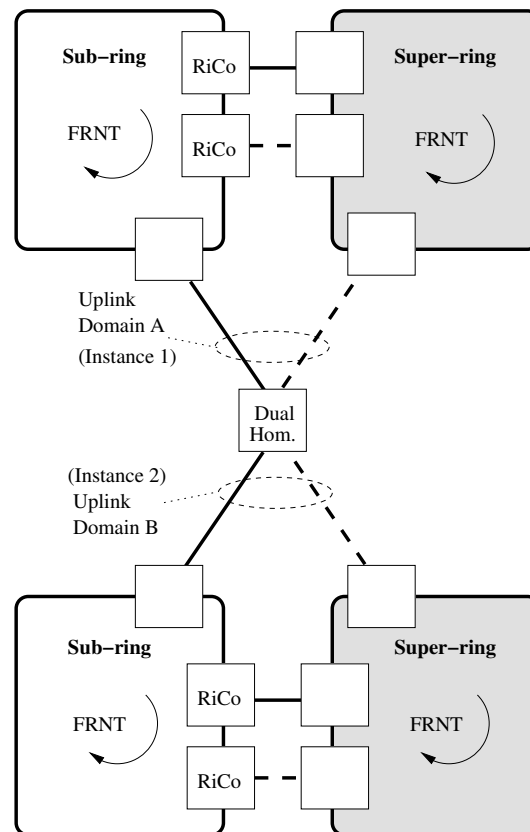 Sub-ring
RiCo
Super-ring
FRNT
RiCo
FRNT
Uplink
Domain A
(Instance 1)
Dual
Hom.
(Instance 2)
Uplink
Domain B
Sub-ring
Super-ring
RiCo
FRNT
FRNT
RiCo